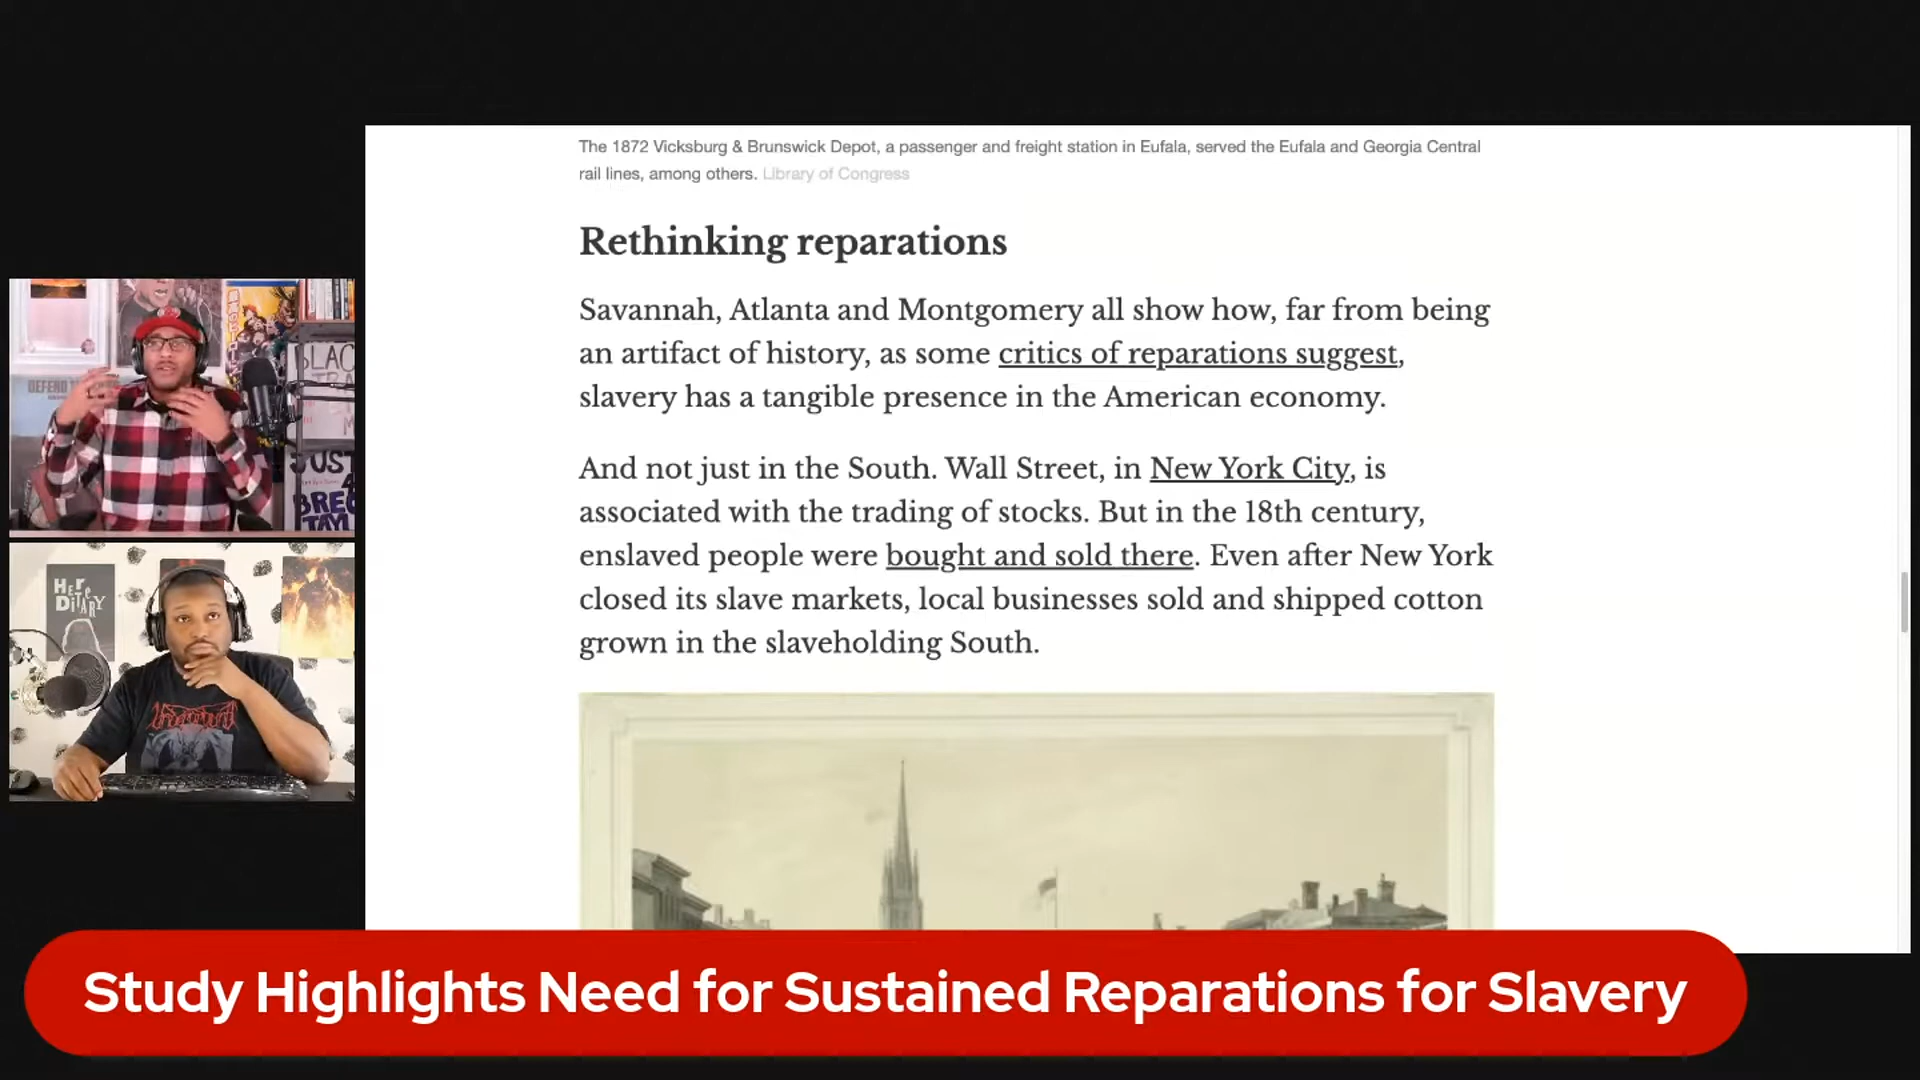 The 1872 Vicksburg & Brunswick Depot, a passenger and freight station in Eufala, served the Eufala and Georgia Central
rail lines, among others. Library of Congress
Rethinking reparations
Savannah, Atlanta and Montgomery all show how, far from being
an artifact of history, as some critics of reparations suggest,
slavery has a tangible presence in the American economy.
And not just in the South. Wall Street, in New York City, is
associated with the trading of stocks. But in the 18th century,
enslaved people were bought and sold there. Even after New York
closed its slave markets, local businesses sold and shipped cotton
grown in the slaveholding South.
DEFEND
JUST
HEreDiTARY
Study Highlights Need for Sustained Reparations for Slavery